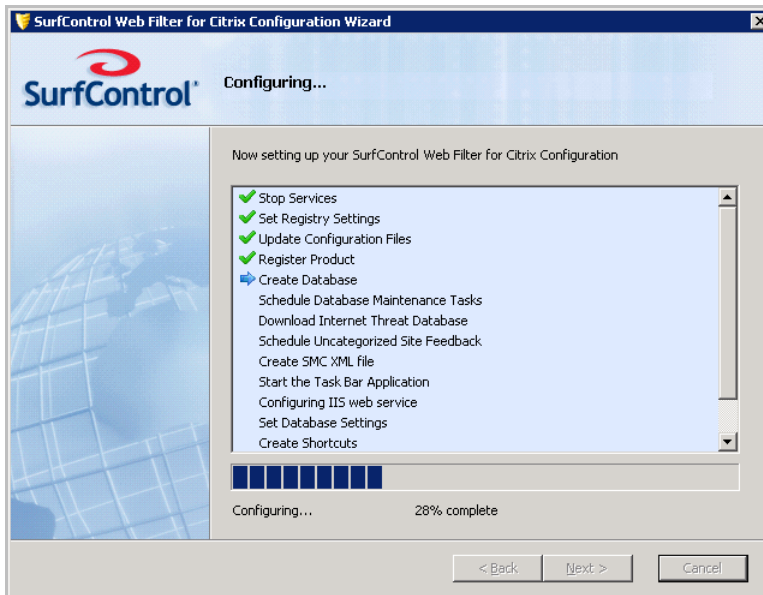 SurfControl Web Filter for Citrix Configuration Wizard
SurfControl
Configuring...
Now setting up your SurfControl Web Filter for Citrix Configuration
Stop Services
Set Registry Settings
Update Configuration Files
Register Product
Create Database
Schedule Database Maintenance Tasks
Download Internet Threat Database
Schedule Uncategorized Site Feedback
Create SMC XML file
Start the Task Bar Application
Configuring IIS web service
Set Database Settings
Create Shortcuts
Configuring... 28% complete
< Back Next > Cancel